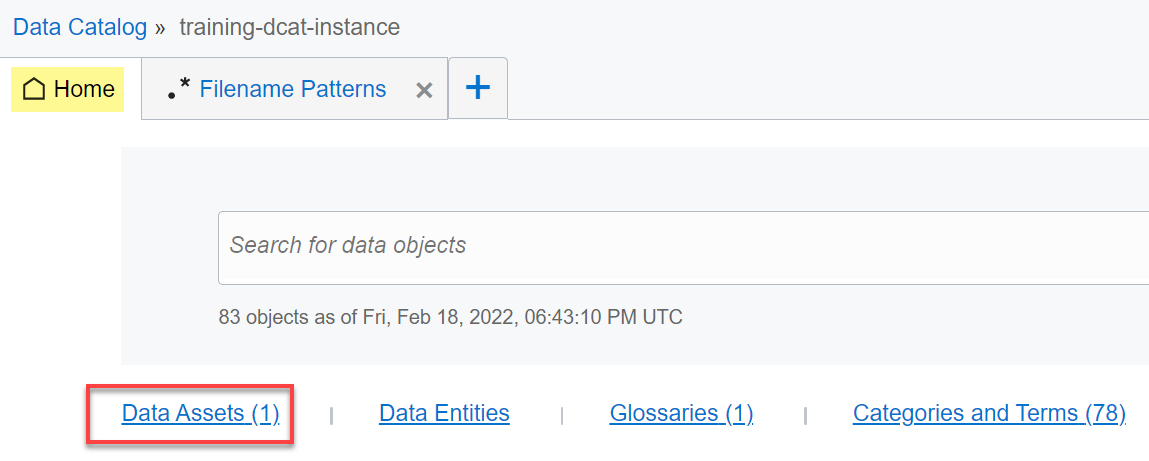 Data Catalog » training-dcat-instance
Home .* Filename Patterns × +
Search for data objects
83 objects as of Fri, Feb 18, 2022, 06:43:10 PM UTC
Data Assets (1) | Data Entities | Glossaries (1) | Categories and Terms (78)